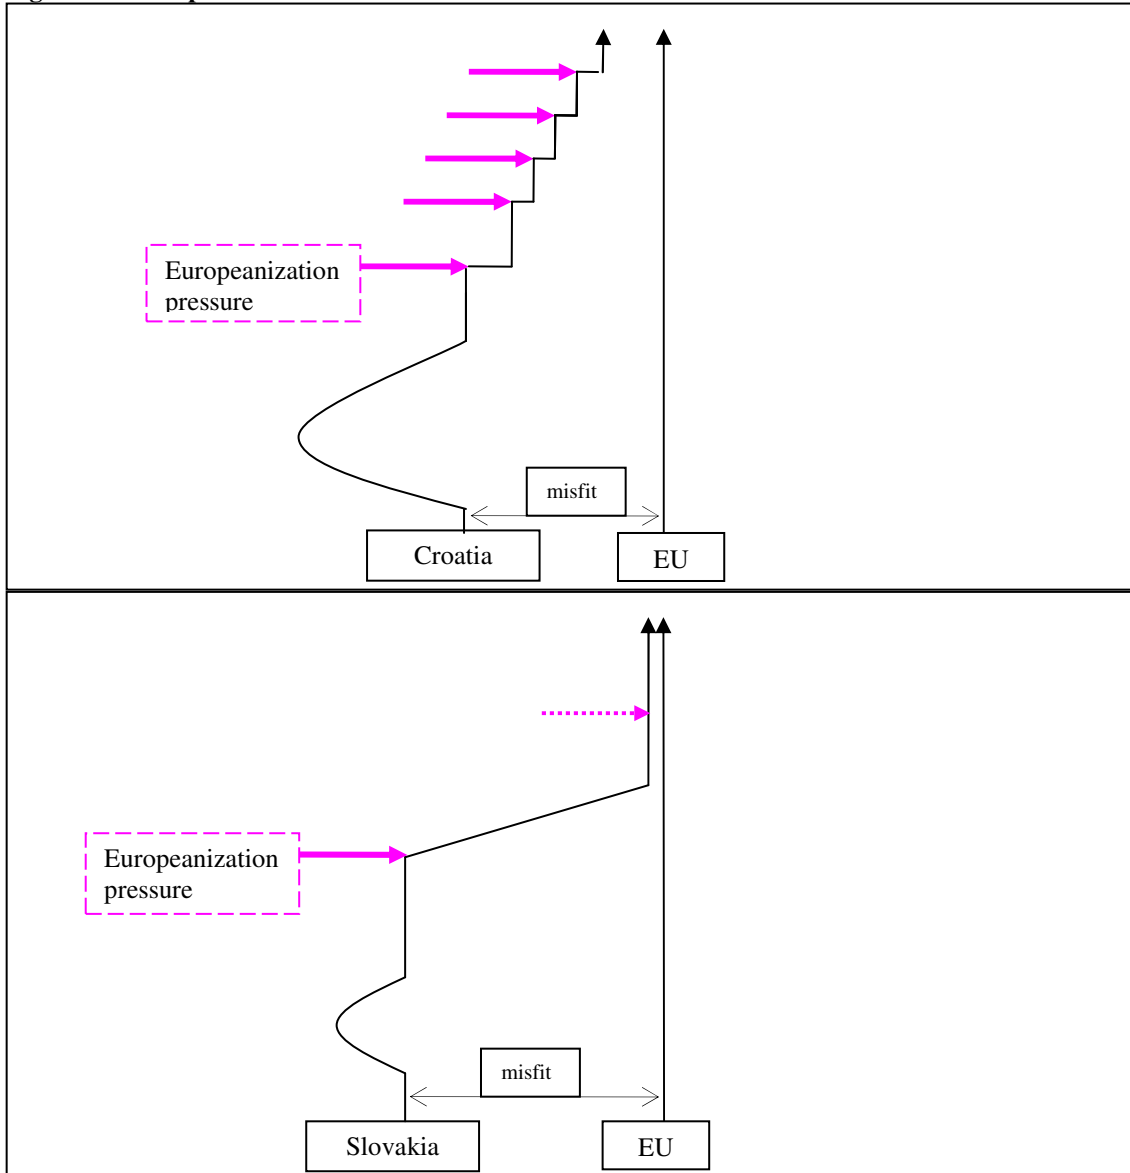 Europeanization
pressure
misfit
Croatia
EU
Europeanization
pressure
misfit
Slovakia
EU